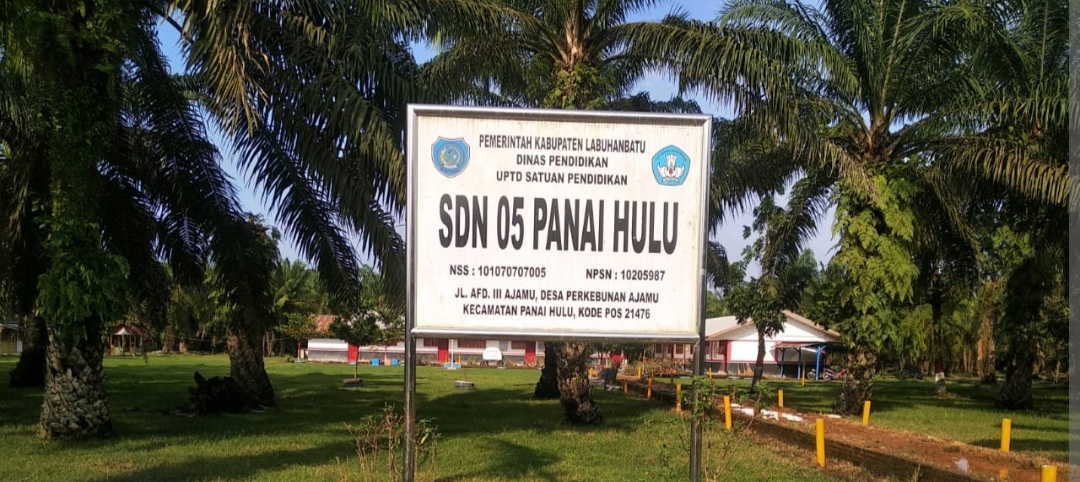 PEMERINTAH KABUPATEN LABUHANBATU
DINAS PENDIDIKAN
UPTD SATUAN PENDIDIKAN
SDN 05 PANAI HULU
NSS : 101070707005 NPSN : 10205987
JL. AFD. III AJAMU, DESA PERKEBUNAN AJAMU
KECAMATAN PANAI HULU, KODE POS 21476